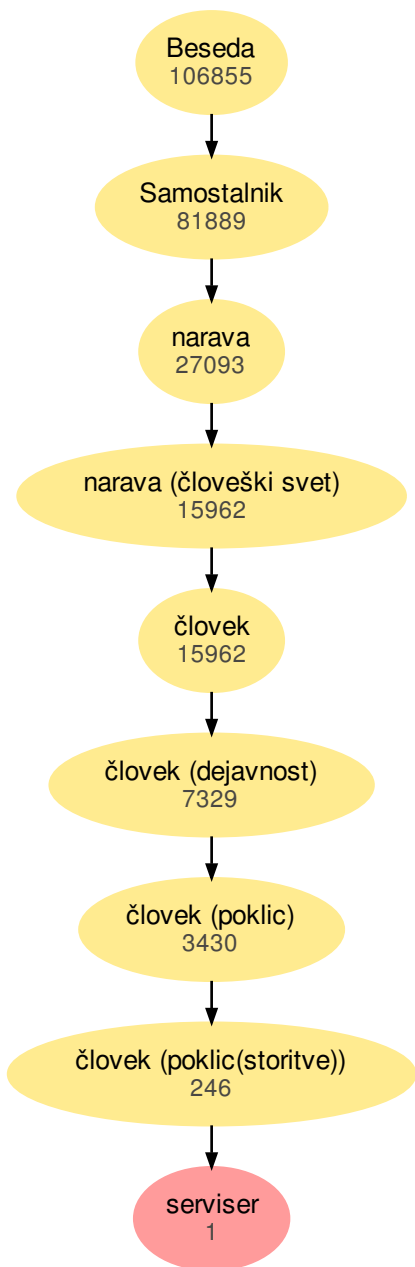 Beseda
106855
Samostalnik
81889
narava
27093
narava (človeški svet)
15962
človek
15962
človek (dejavnost)
7329
človek (poklic)
3430
človek (poklic(storitve))
246
serviser
1